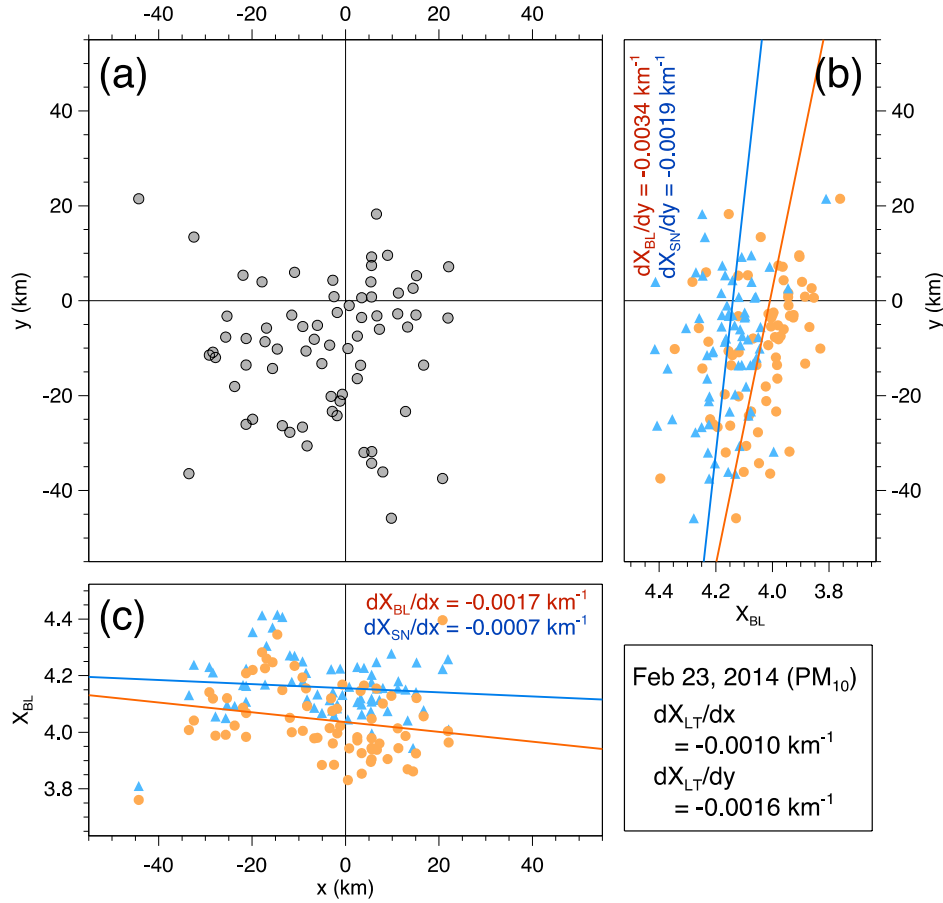 -40 -20 0 20 40
(a)
40
20
0
-20
-40
y (km)
(b)
dX_BL/dy = -0.0034 km⁻¹
dX_SN/dy = -0.0019 km⁻¹
40
20
0
-20
-40
y (km)
4.4 4.2 4.0 3.8
X_BL
(c)
dX_BL/dx = -0.0017 km⁻¹
dX_SN/dx = -0.0007 km⁻¹
4.4
4.2
4.0
3.8
X_BL
-40 -20 0 20 40
x (km)
Feb 23, 2014 (PM₁₀)
dX_LT/dx
= -0.0010 km⁻¹
dX_LT/dy
= -0.0016 km⁻¹